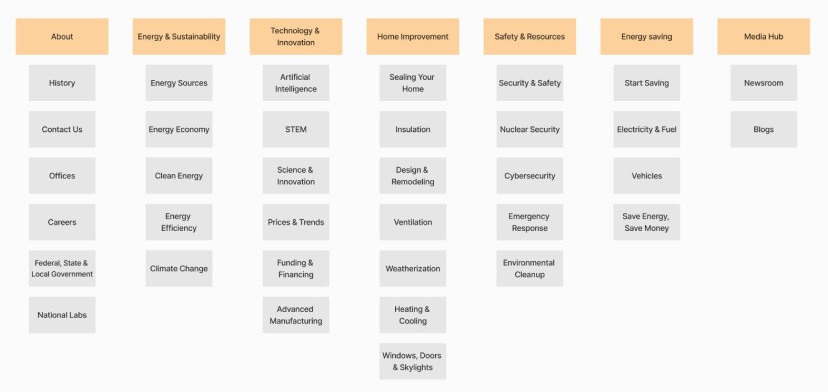 About
Energy & Sustainability
Technology &
Innovation
Home Improvement
Safety & Resources
Energy saving
Media Hub
History
Contact Us
Offices
Careers
Federal, State &
Local Government
National Labs
Energy Sources
Energy Economy
Clean Energy
Energy
Efficiency
Climate Change
Artificial
Intelligence
STEM
Science &
Innovation
Prices & Trends
Funding &
Financing
Advanced
Manufacturing
Sealing Your
Home
Insulation
Design &
Remodeling
Ventilation
Weatherization
Heating &
Cooling
Windows, Doors
& Skylights
Security & Safety
Nuclear Security
Cybersecurity
Emergency
Response
Environmental
Cleanup
Start Saving
Electricity & Fuel
Vehicles
Save Energy,
Save Money
Newsroom
Blogs